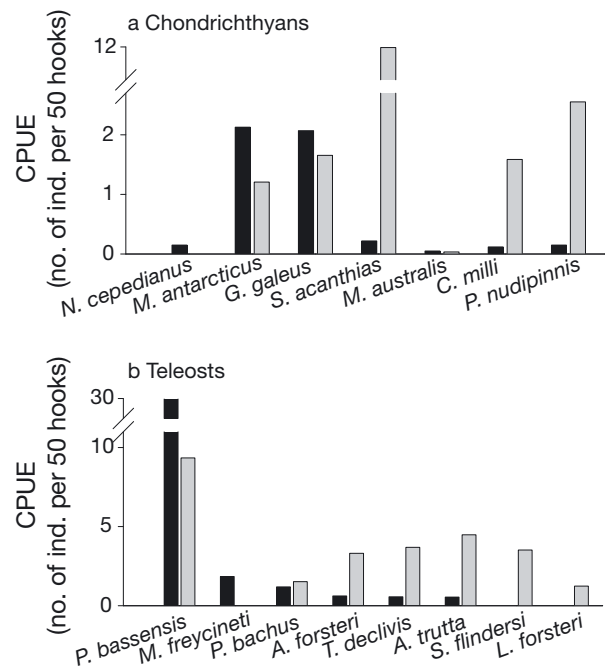 a Chondrichthyans
12
2
1
0
CPUE
(no. of ind. per 50 hooks)
N. cepedianus
M. antarcticus
G. galeus
S. acanthias
M. australis
C. milli
P. nudipinnis
b Teleosts
30
10
5
0
CPUE
(no. of ind. per 50 hooks)
P. bassensis
M. freycineti
P. bachus
A. forsteri
T. declivis
A. trutta
S. flindersi
L. forsteri